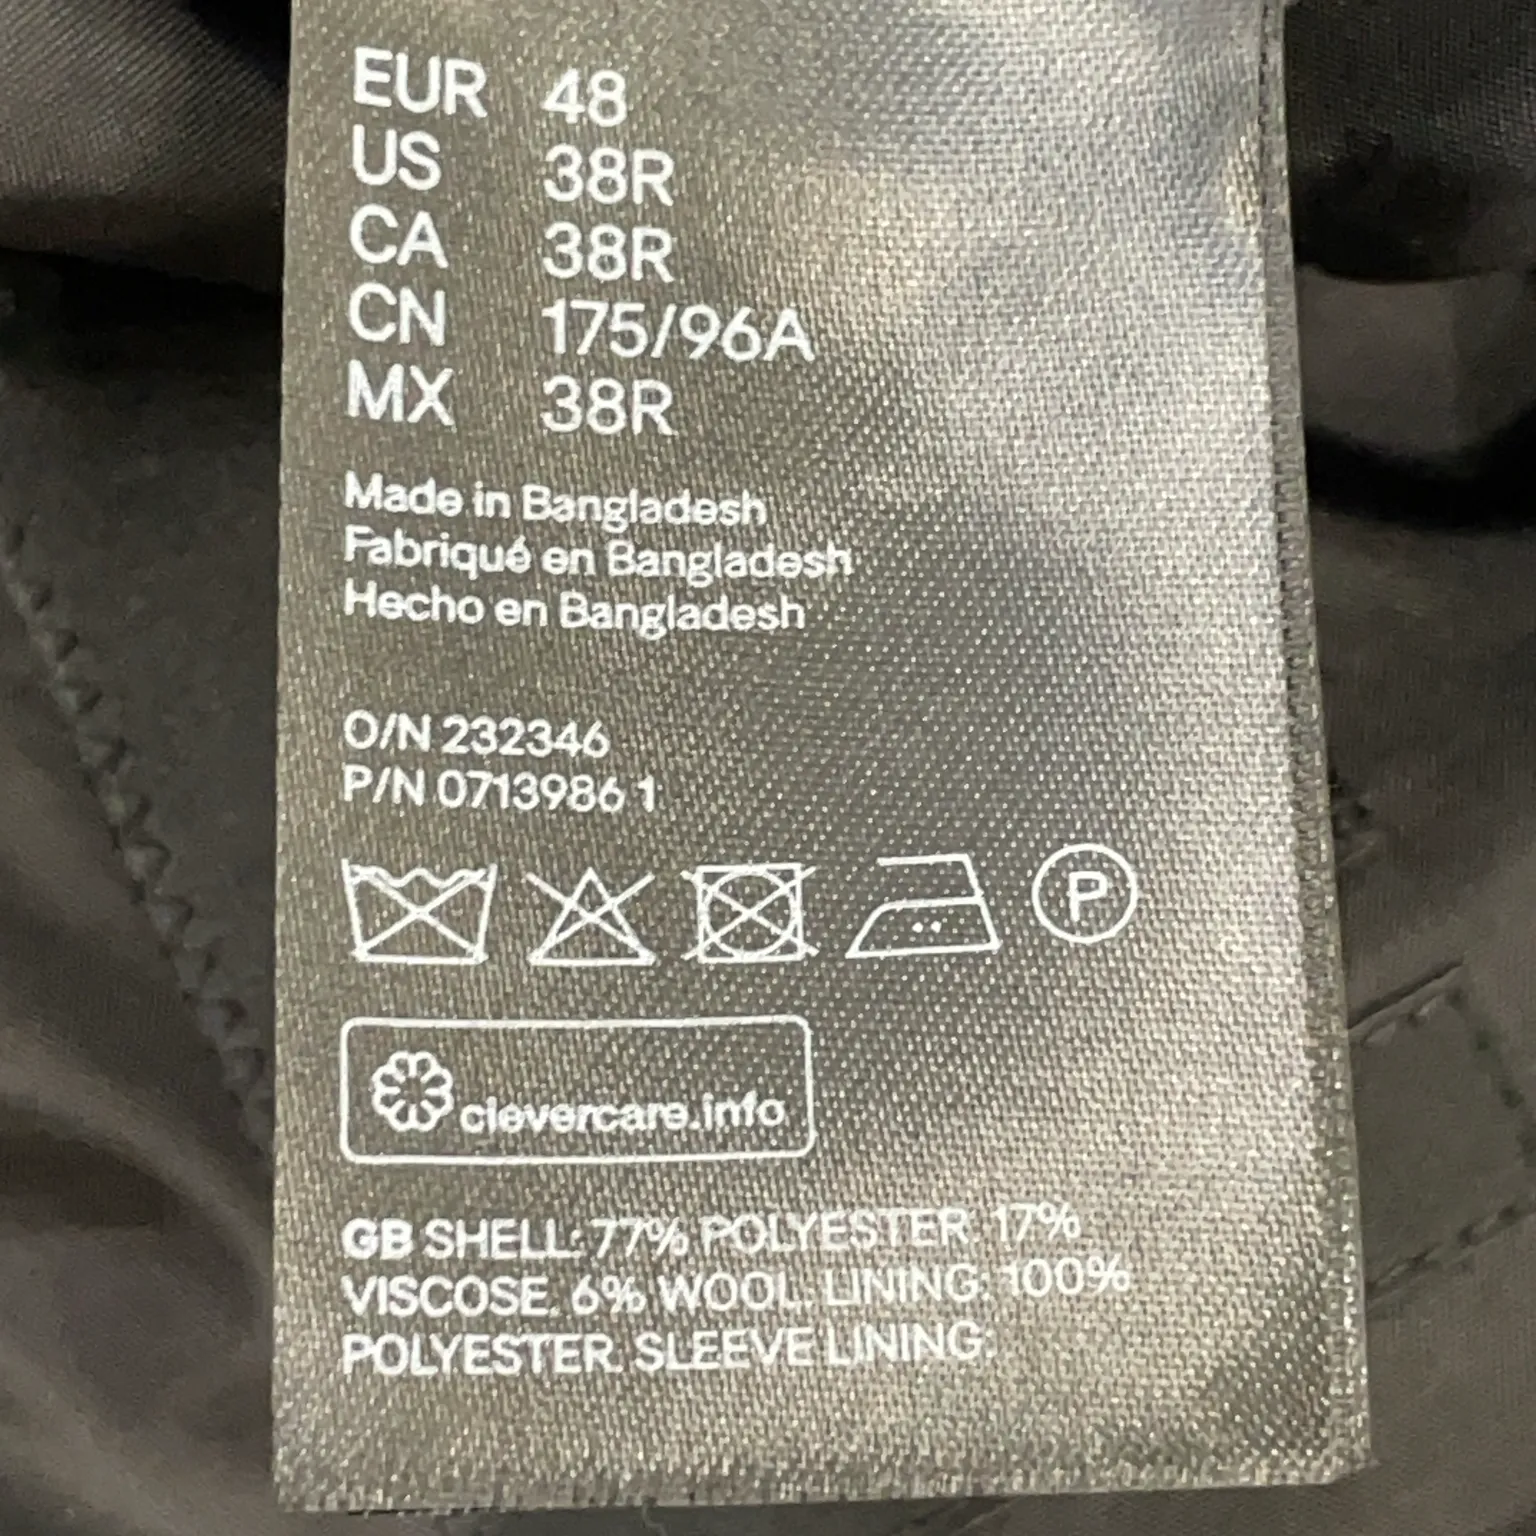 EUR 48
US 38R
CA 38R
CN 175/96A
MX 38R
Made in Bangladesh
Fabriqué en Bangladesh
Hecho en Bangladesh
O/N 232346
P/N 0713986 1
P
clevercare.info
GB SHELL: 77% POLYESTER. 17%
VISCOSE. 6% WOOL. LINING: 100%
POLYESTER. SLEEVE LINING: